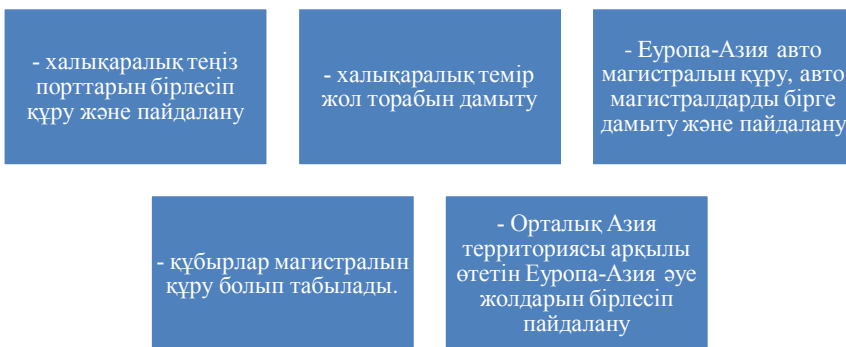 - халықаралық теңіз
порттарын бірлесіп
құру және пайдалану
- халықаралық темір
жол торабын дамыту
- Еуропа-Азия авто
магистралын құру, авто
магистралдарды бірге
дамыту және пайдалану
- құбырлар магистралын
құру болып табылады.
- Орталық Азия
территориясы арқылы
өтетін Еуропа-Азия әуе
жолдарын бірлесіп
пайдалану